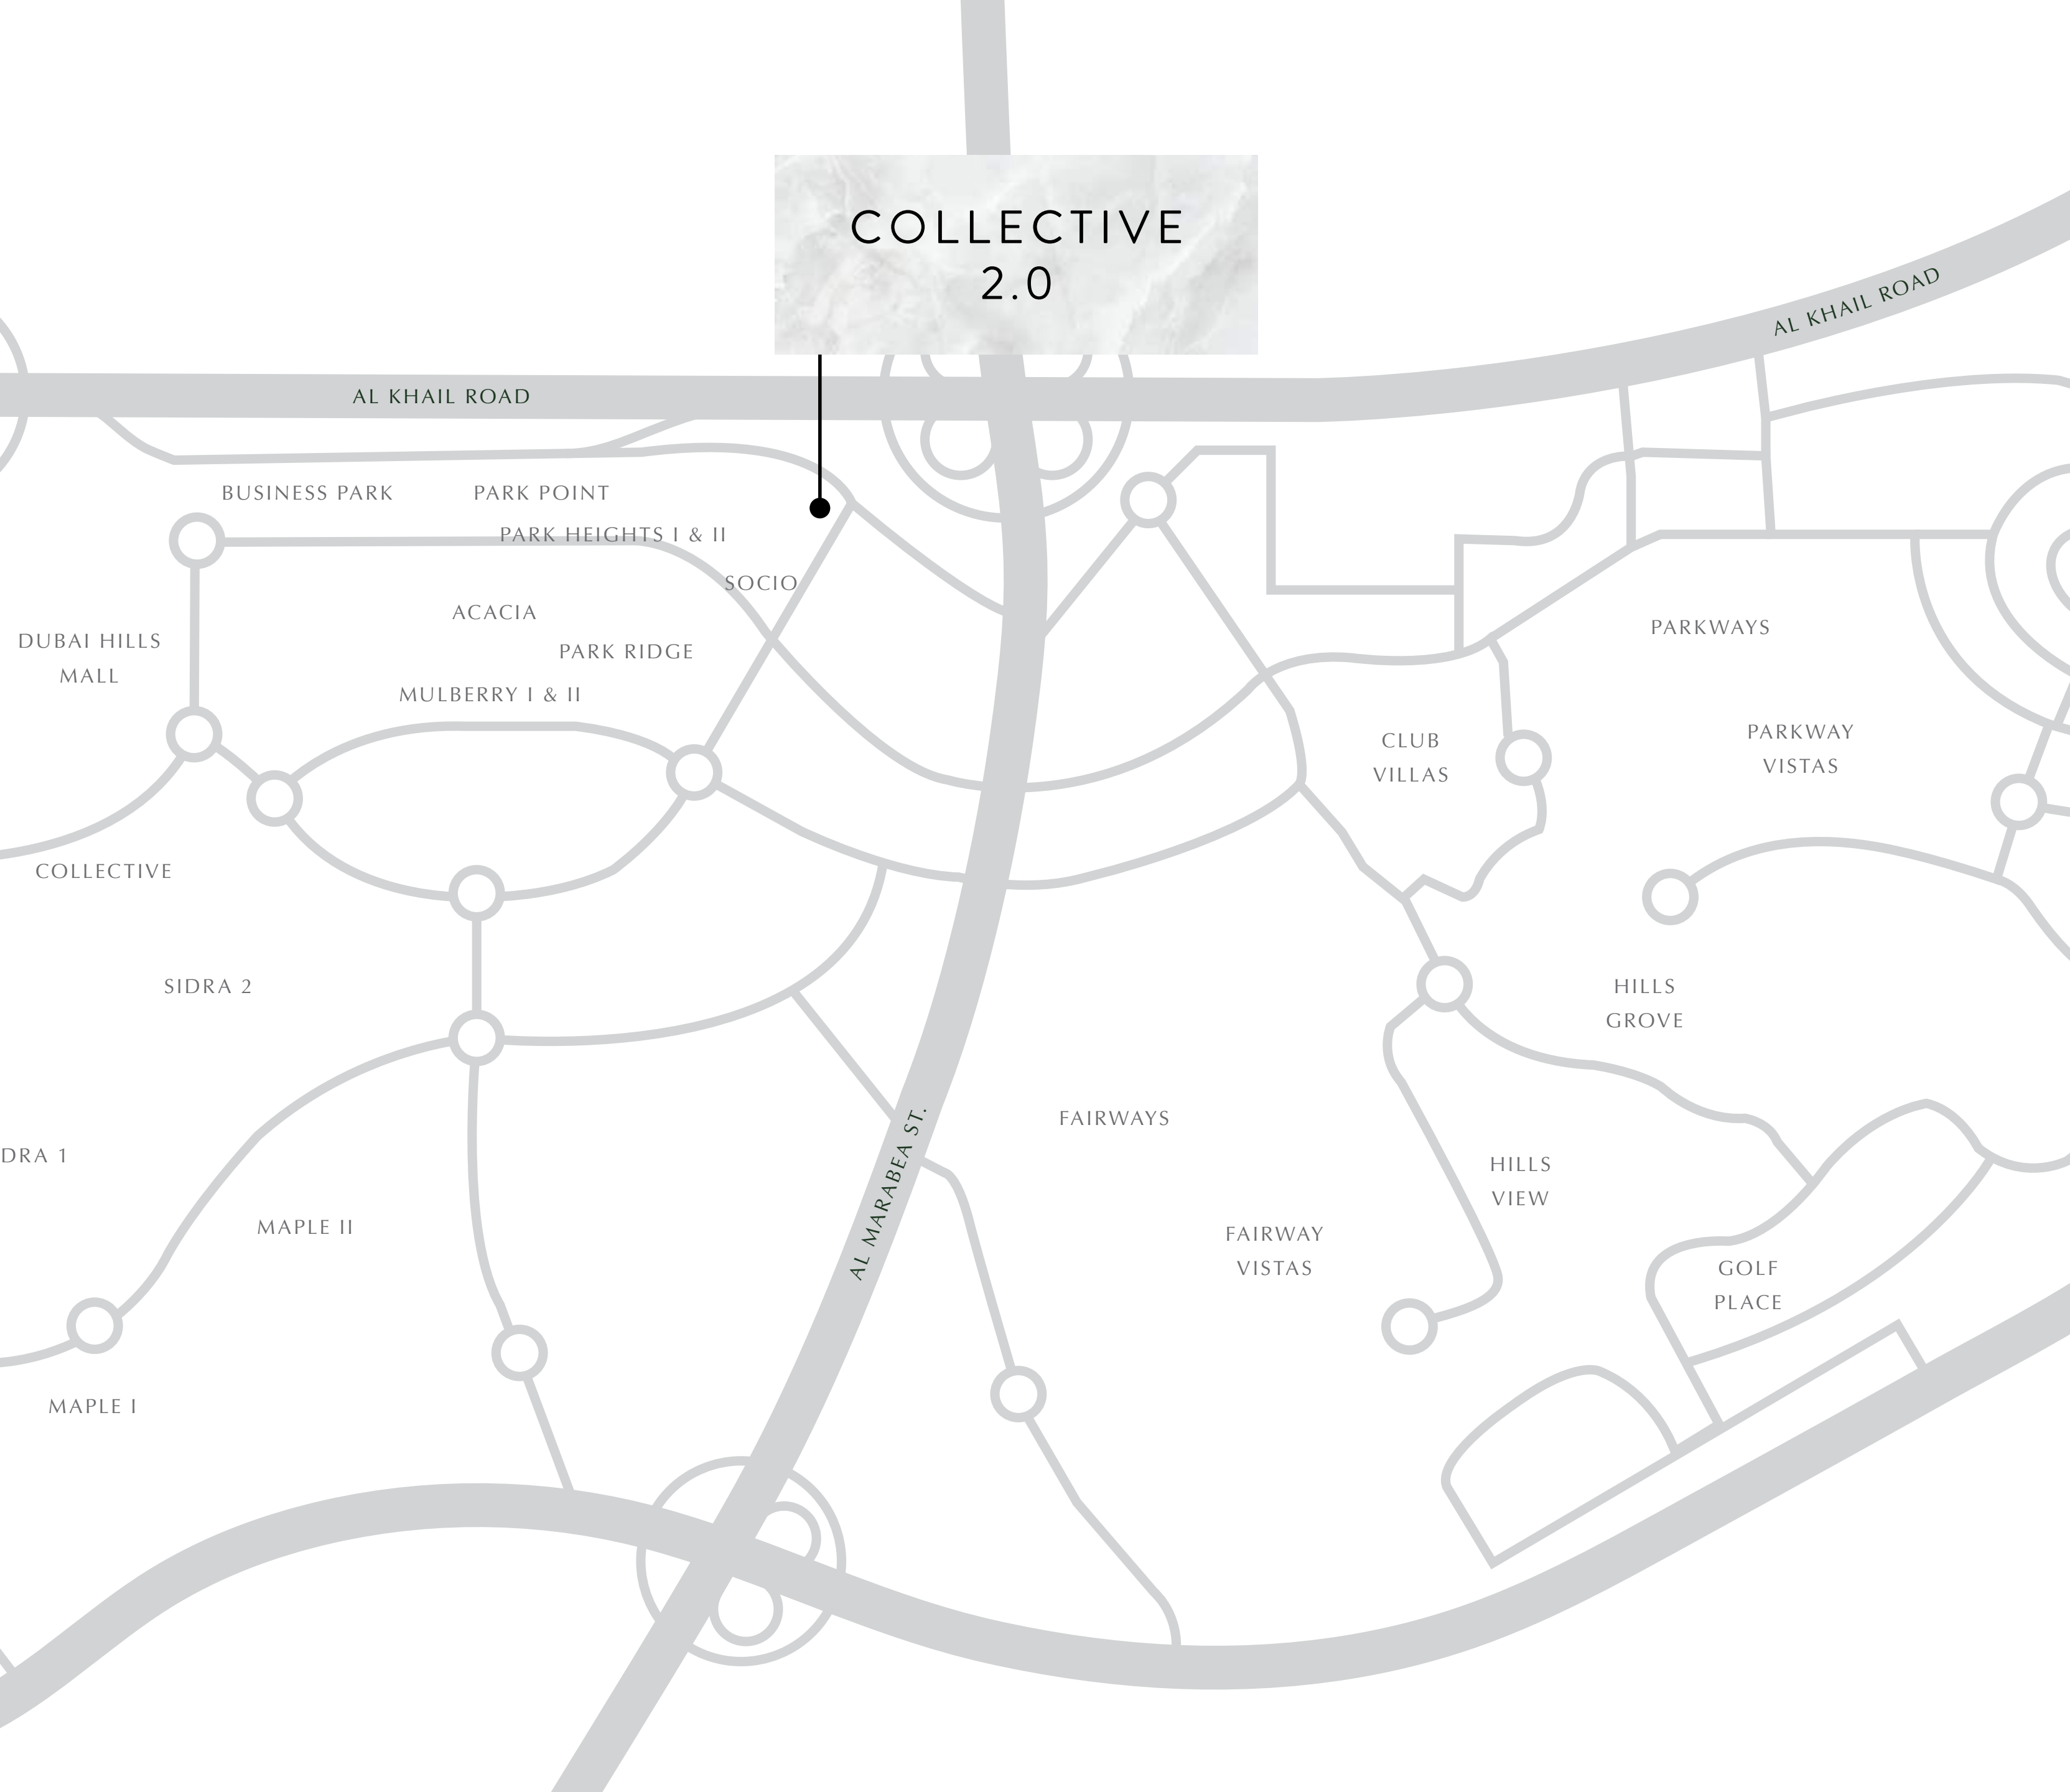 COLLECTIVE
2.0
AL KHAIL ROAD
AL KHAIL ROAD
BUSINESS PARK
PARK POINT
PARK HEIGHTS I & II
SOCIO
ACACIA
DUBAI HILLS
MALL
PARK RIDGE
MULBERRY I & II
PARKWAYS
CLUB
VILLAS
PARKWAY
VISTAS
COLLECTIVE
SIDRA 2
HILLS
GROVE
FAIRWAYS
DRA 1
HILLS
VIEW
MAPLE II
AL MARABEA ST.
FAIRWAY
VISTAS
GOLF
PLACE
MAPLE I